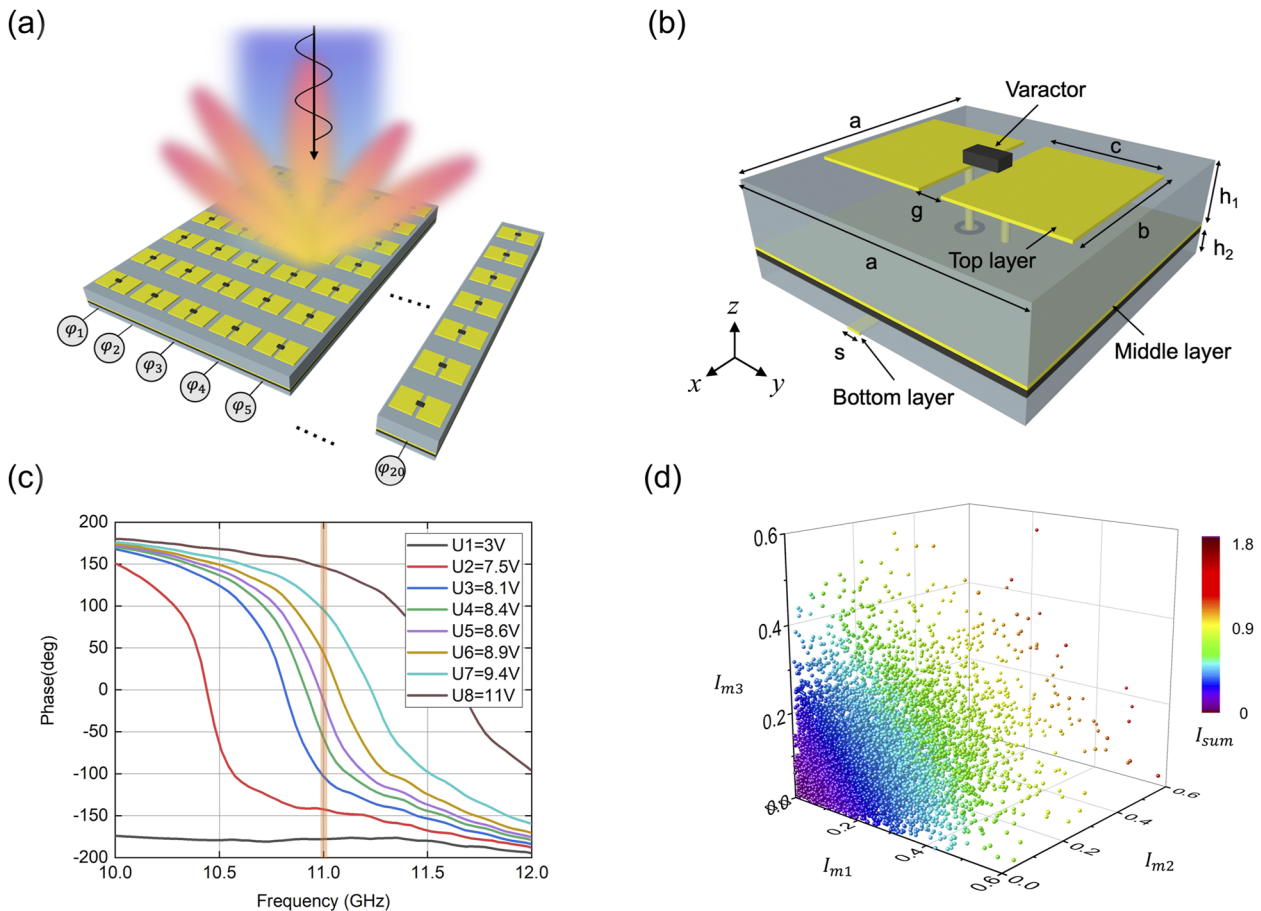 (a)
φ1
φ2
φ3
φ4
φ5
φ20
(b)
Varactor
a
c
g
b
h1
h2
Top layer
a
z
x
y
s
Bottom layer
Middle layer
(c)
200
150
100
50
0
-50
-100
-150
-200
Phase(deg)
10.0 10.5 11.0 11.5 12.0
Frequency (GHz)
U1=3V
U2=7.5V
U3=8.1V
U4=8.4V
U5=8.6V
U6=8.9V
U7=9.4V
U8=11V
(d)
0.6
0.4
0.2
0.0
Im3
0.0
0.2
0.4
0.6
Im1
0.0
0.2
0.4
0.6
Im2
1.8
0.9
0
Isum